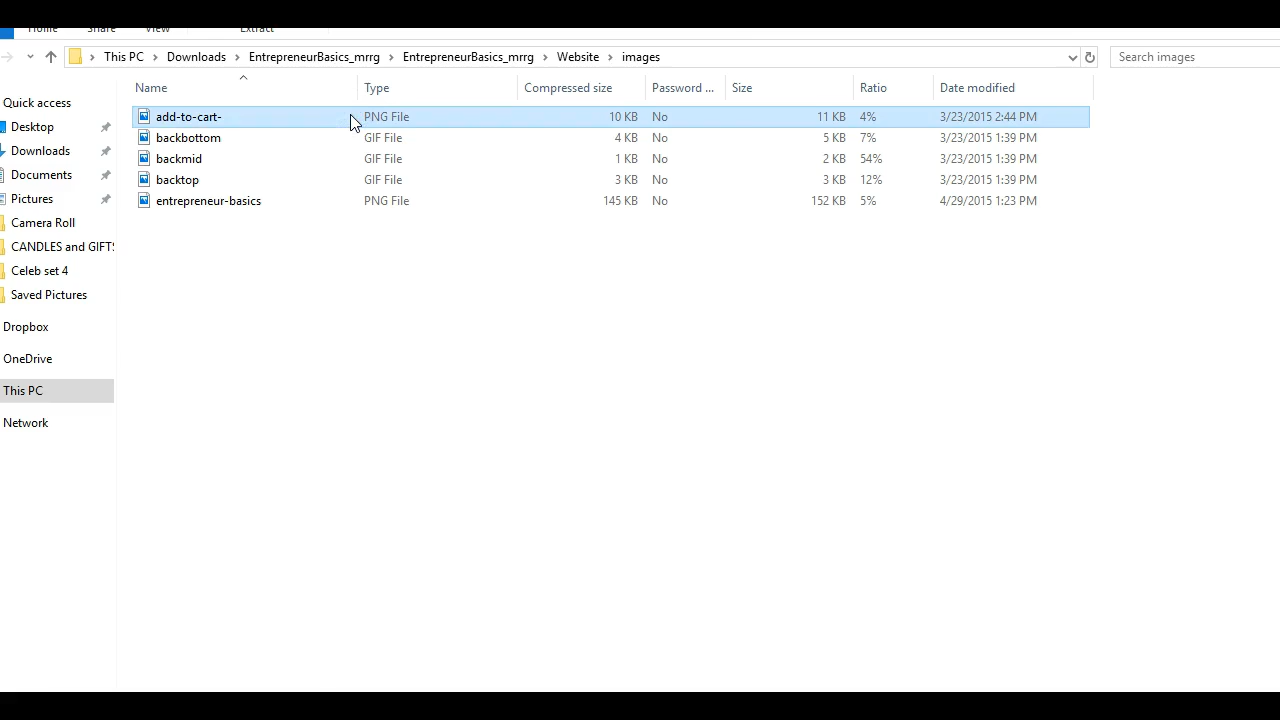 Home Share View Extract
This PC Downloads EntrepreneurBasics_mrrg EntrepreneurBasics_mrrg Website images Search images
Name Type Compressed size Password ... Size Ratio Date modified
add-to-cart- PNG File 10 KB No 11 KB 4% 3/23/2015 2:44 PM
backbottom GIF File 4 KB No 5 KB 7% 3/23/2015 1:39 PM
backmid GIF File 1 KB No 2 KB 54% 3/23/2015 1:39 PM
backtop GIF File 3 KB No 3 KB 12% 3/23/2015 1:39 PM
entrepreneur-basics PNG File 145 KB No 152 KB 5% 4/29/2015 1:23 PM
Quick access
Desktop
Downloads
Documents
Pictures
Camera Roll
CANDLES and GIFTS
Celeb set 4
Saved Pictures
Dropbox
OneDrive
This PC
Network